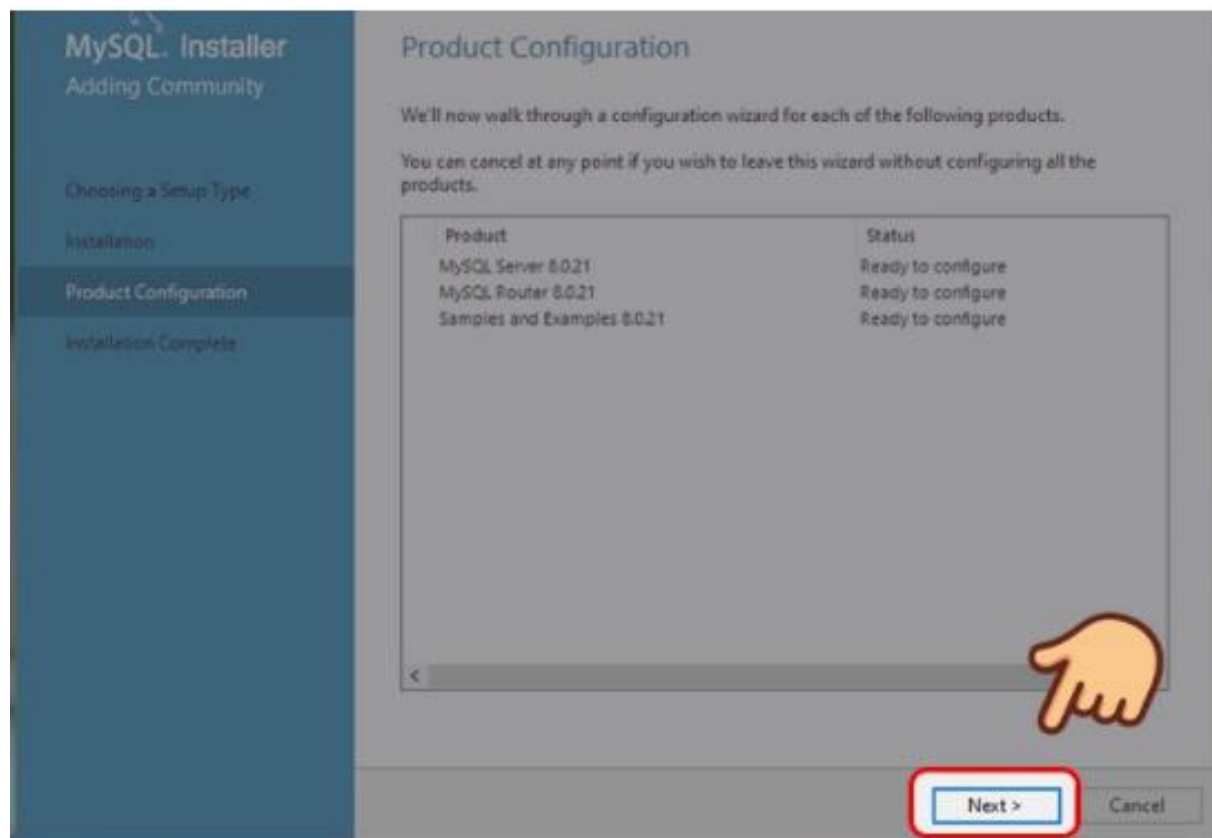 MySQL. Installer
Adding Community
Choosing a Setup Type
Installation
Product Configuration
Installation Complete
Product Configuration
We'll now walk through a configuration wizard for each of the following products.
You can cancel at any point if you wish to leave this wizard without configuring all the
products.
Product Status
MySQL Server 8.0.21 Ready to configure
MySQL Router 8.0.21 Ready to configure
Samples and Examples 8.0.21 Ready to configure
<
Next >
Cancel